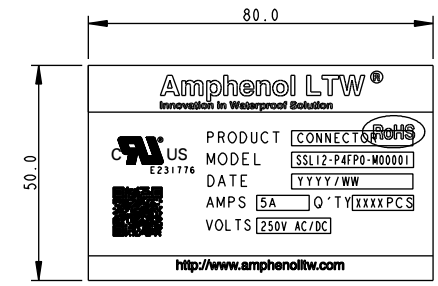 80.0
50.0
Amphenol LTW®
Innovation in Waterproof Solution
RoHS
PRODUCT CONNECTOR
C RU US
MODEL SSL12-P4FP0-M00001
E231776
DATE YYYY/WW
AMPS 5A Q'TY XXXXPCS
VOLTS 250V AC/DC
http://www.amphenolltw.com